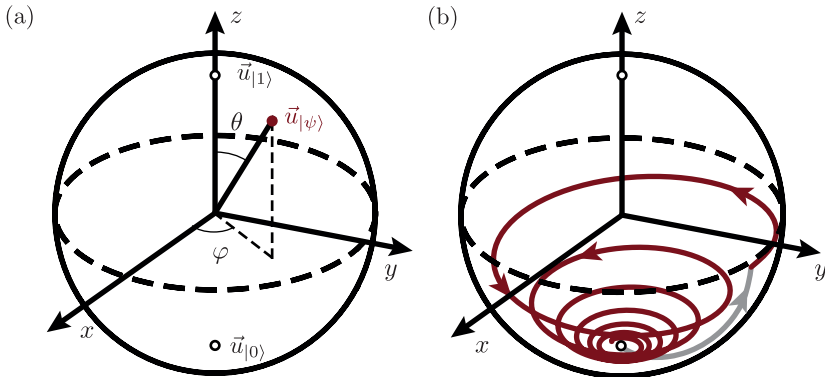 (a)
z
$\vec{u}_{|1\rangle}$
θ
$\vec{u}_{|\psi\rangle}$
φ
y
x
$\vec{u}_{|0\rangle}$
(b)
z
y
x